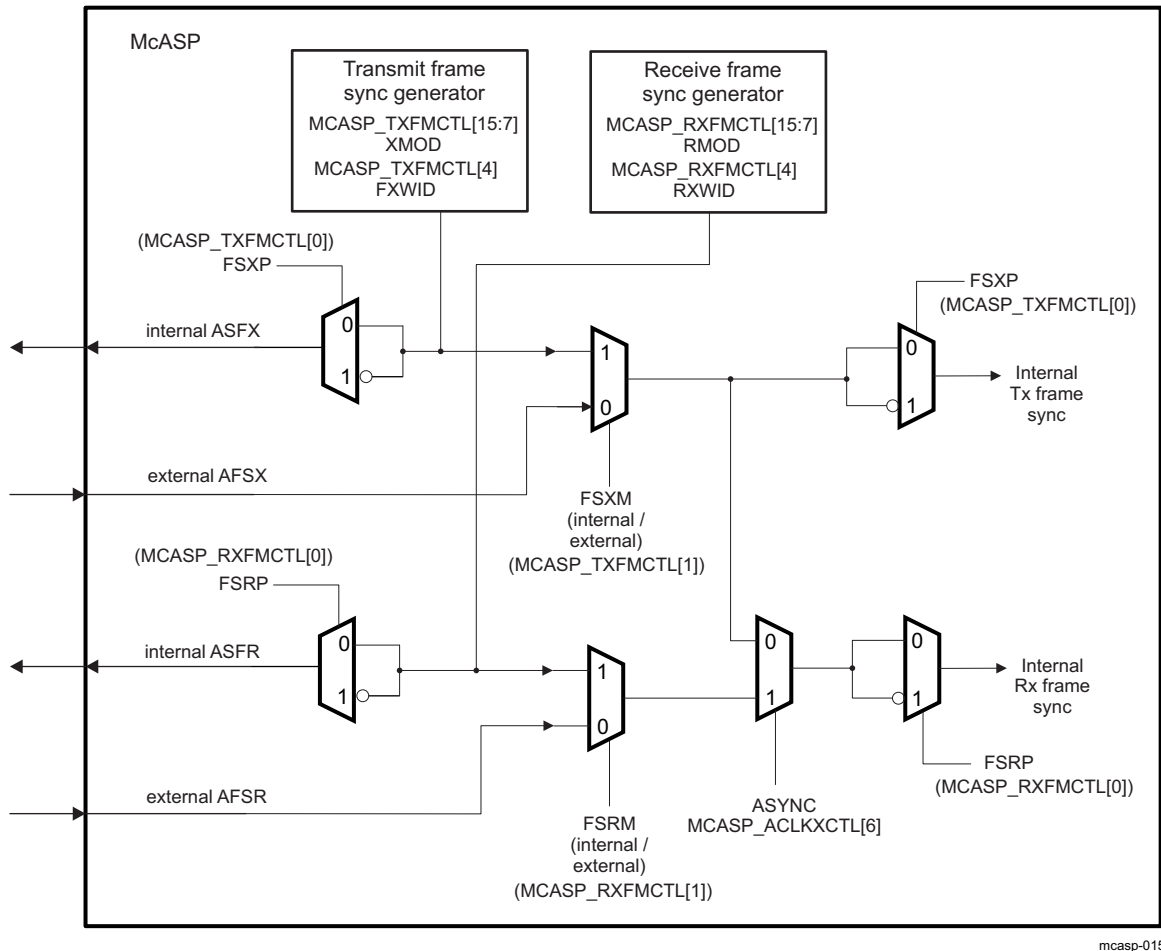 McASP
Transmit frame
sync generator
MCASP_TXFMCTL[15:7]
XMOD
MCASP_TXFMCTL[4]
FXWID
Receive frame
sync generator
MCASP_RXFMCTL[15:7]
RMOD
MCASP_RXFMCTL[4]
RXWID
(MCASP_TXFMCTL[0])
FSXP
internal ASFX
0
1
1
0
FSXP
(MCASP_TXFMCTL[0])
0
1
Internal
Tx frame
sync
external AFSX
FSXM
(internal /
external)
(MCASP_TXFMCTL[1])
(MCASP_RXFMCTL[0])
FSRP
internal ASFR
0
1
1
0
0
1
0
1
Internal
Rx frame
sync
external AFSR
FSRM
(internal /
external)
(MCASP_RXFMCTL[1])
ASYNC
MCASP_ACLKXCTL[6]
FSRP
(MCASP_RXFMCTL[0])
mcasp-015